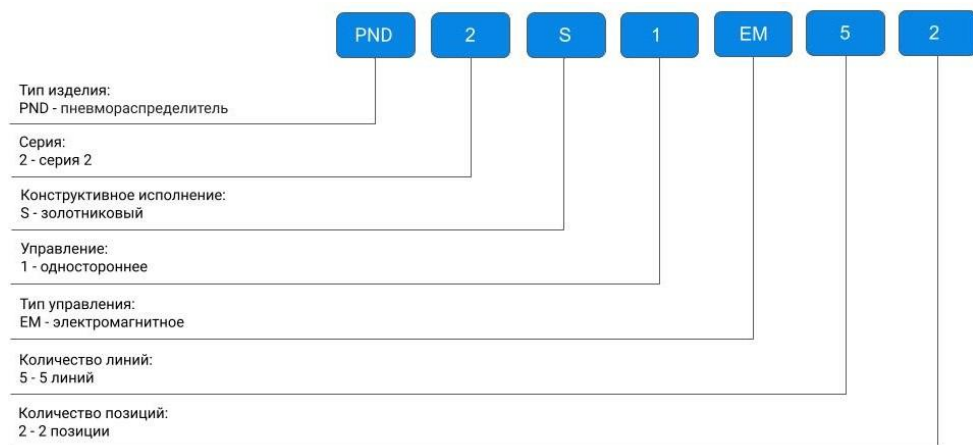 PND 2 S 1 EM 5 2
Тип изделия:
PND - пневмораспределитель
Серия:
2 - серия 2
Конструктивное исполнение:
S - золотниковый
Управление:
1 - одностороннее
Тип управления:
EM - электромагнитное
Количество линий:
5 - 5 линий
Количество позиций:
2 - 2 позиции